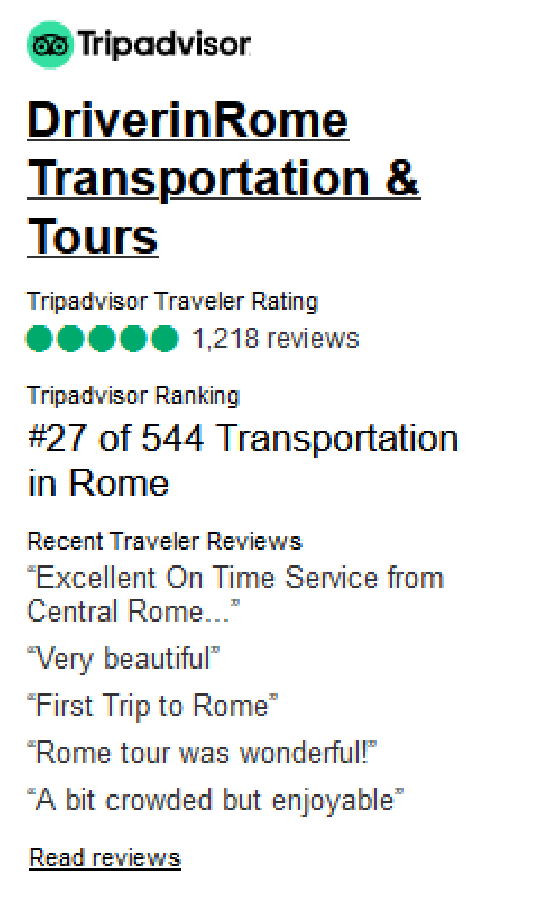 Tripadvisor
DriverinRome
Transportation &
Tours
Tripadvisor Traveler Rating
1,218 reviews
Tripadvisor Ranking
#27 of 544 Transportation
in Rome
Recent Traveler Reviews
“Excellent On Time Service from
Central Rome...”
“Very beautiful”
“First Trip to Rome”
“Rome tour was wonderful!”
“A bit crowded but enjoyable”
Read reviews